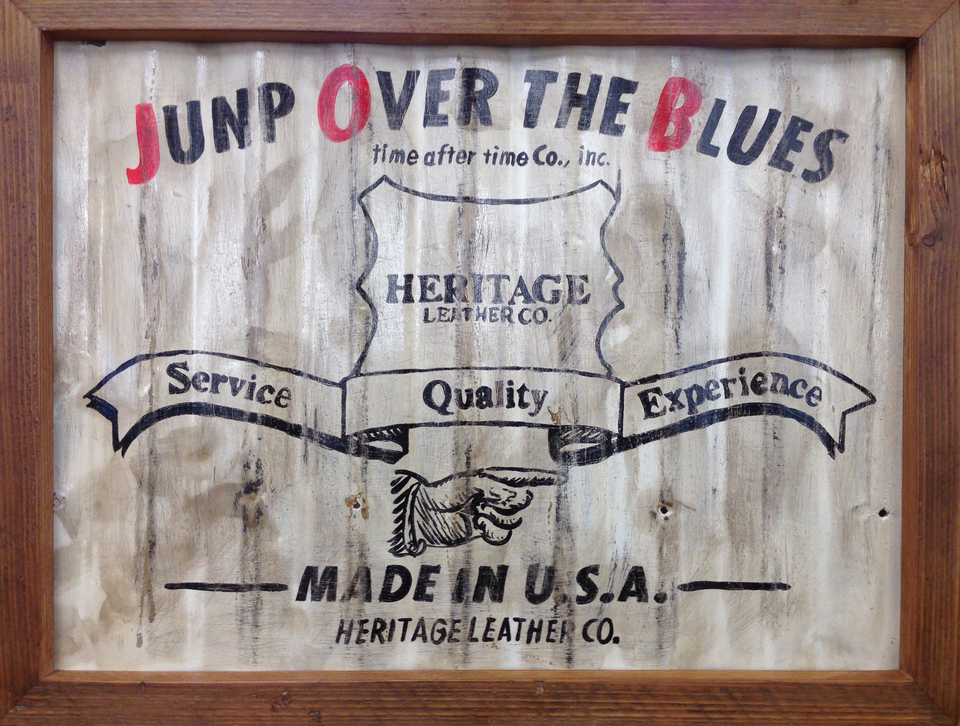 JUNP OVER THE BLUES
time after time Co., inc.
HERITAGE
LEATHER CO.
Service Quality Experience
MADE IN U.S.A.
HERITAGE LEATHER CO.